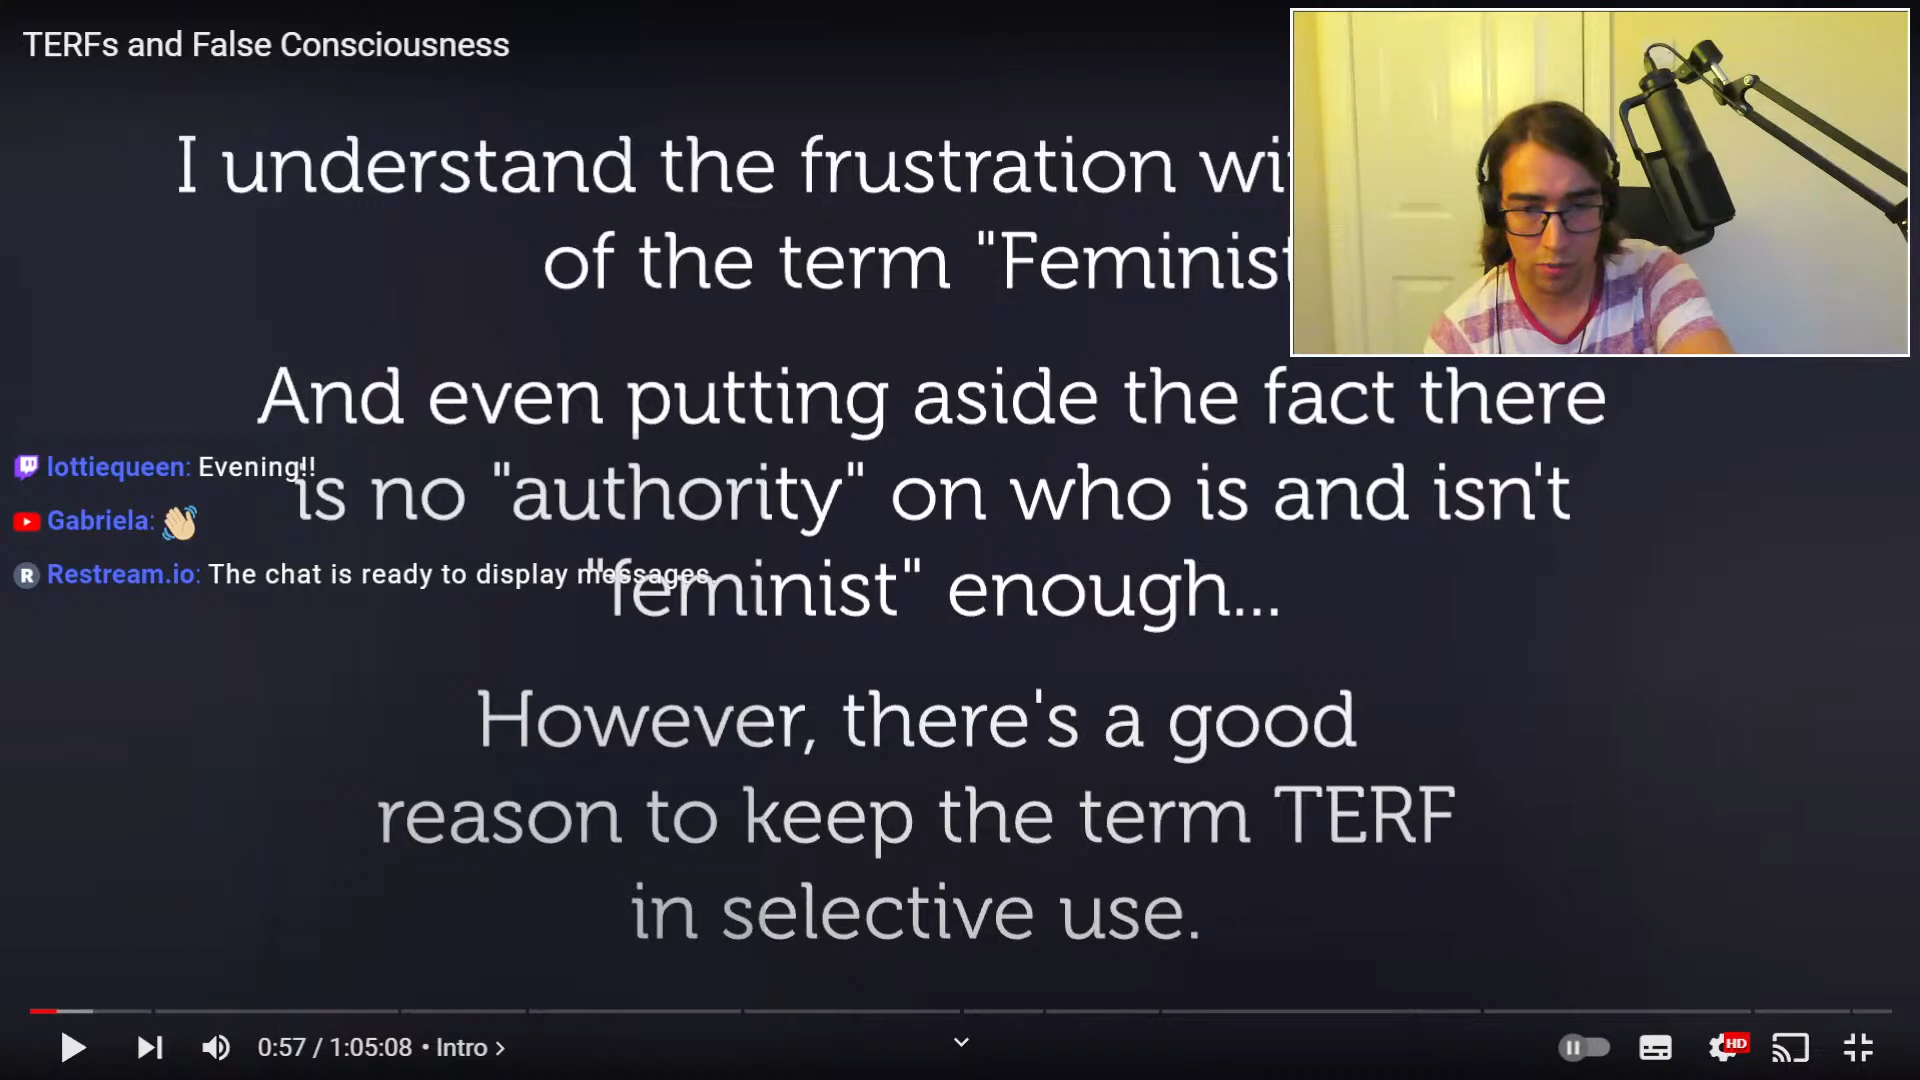 TERFs and False Consciousness
I understand the frustration wi
of the term "Feminist
And even putting aside the fact there
is no "authority" on who is and isn't
"feminist" enough...
However, there's a good
reason to keep the term TERF
in selective use.
lottiequeen: Evening!!
Gabriela: 👋🏼
Restream.io: The chat is ready to display messages.
0:57 / 1:05:08 • Intro >
HD